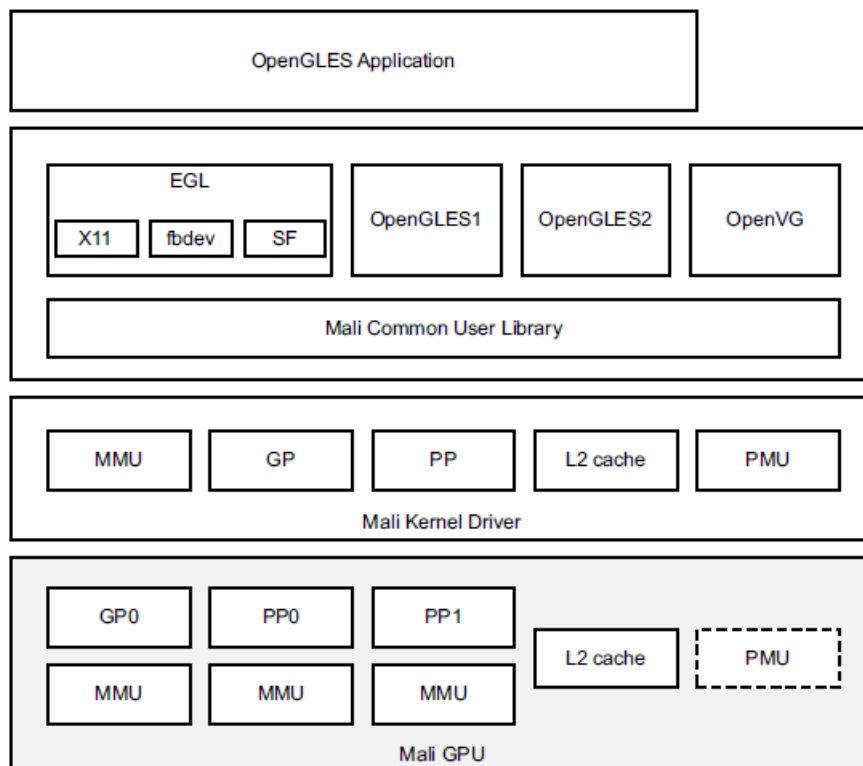 OpenGLES Application
EGL
X11
fbdev
SF
OpenGLES1
OpenGLES2
OpenVG
Mali Common User Library
MMU
GP
PP
L2 cache
PMU
Mali Kernel Driver
GP0
PP0
PP1
L2 cache
PMU
MMU
MMU
MMU
Mali GPU